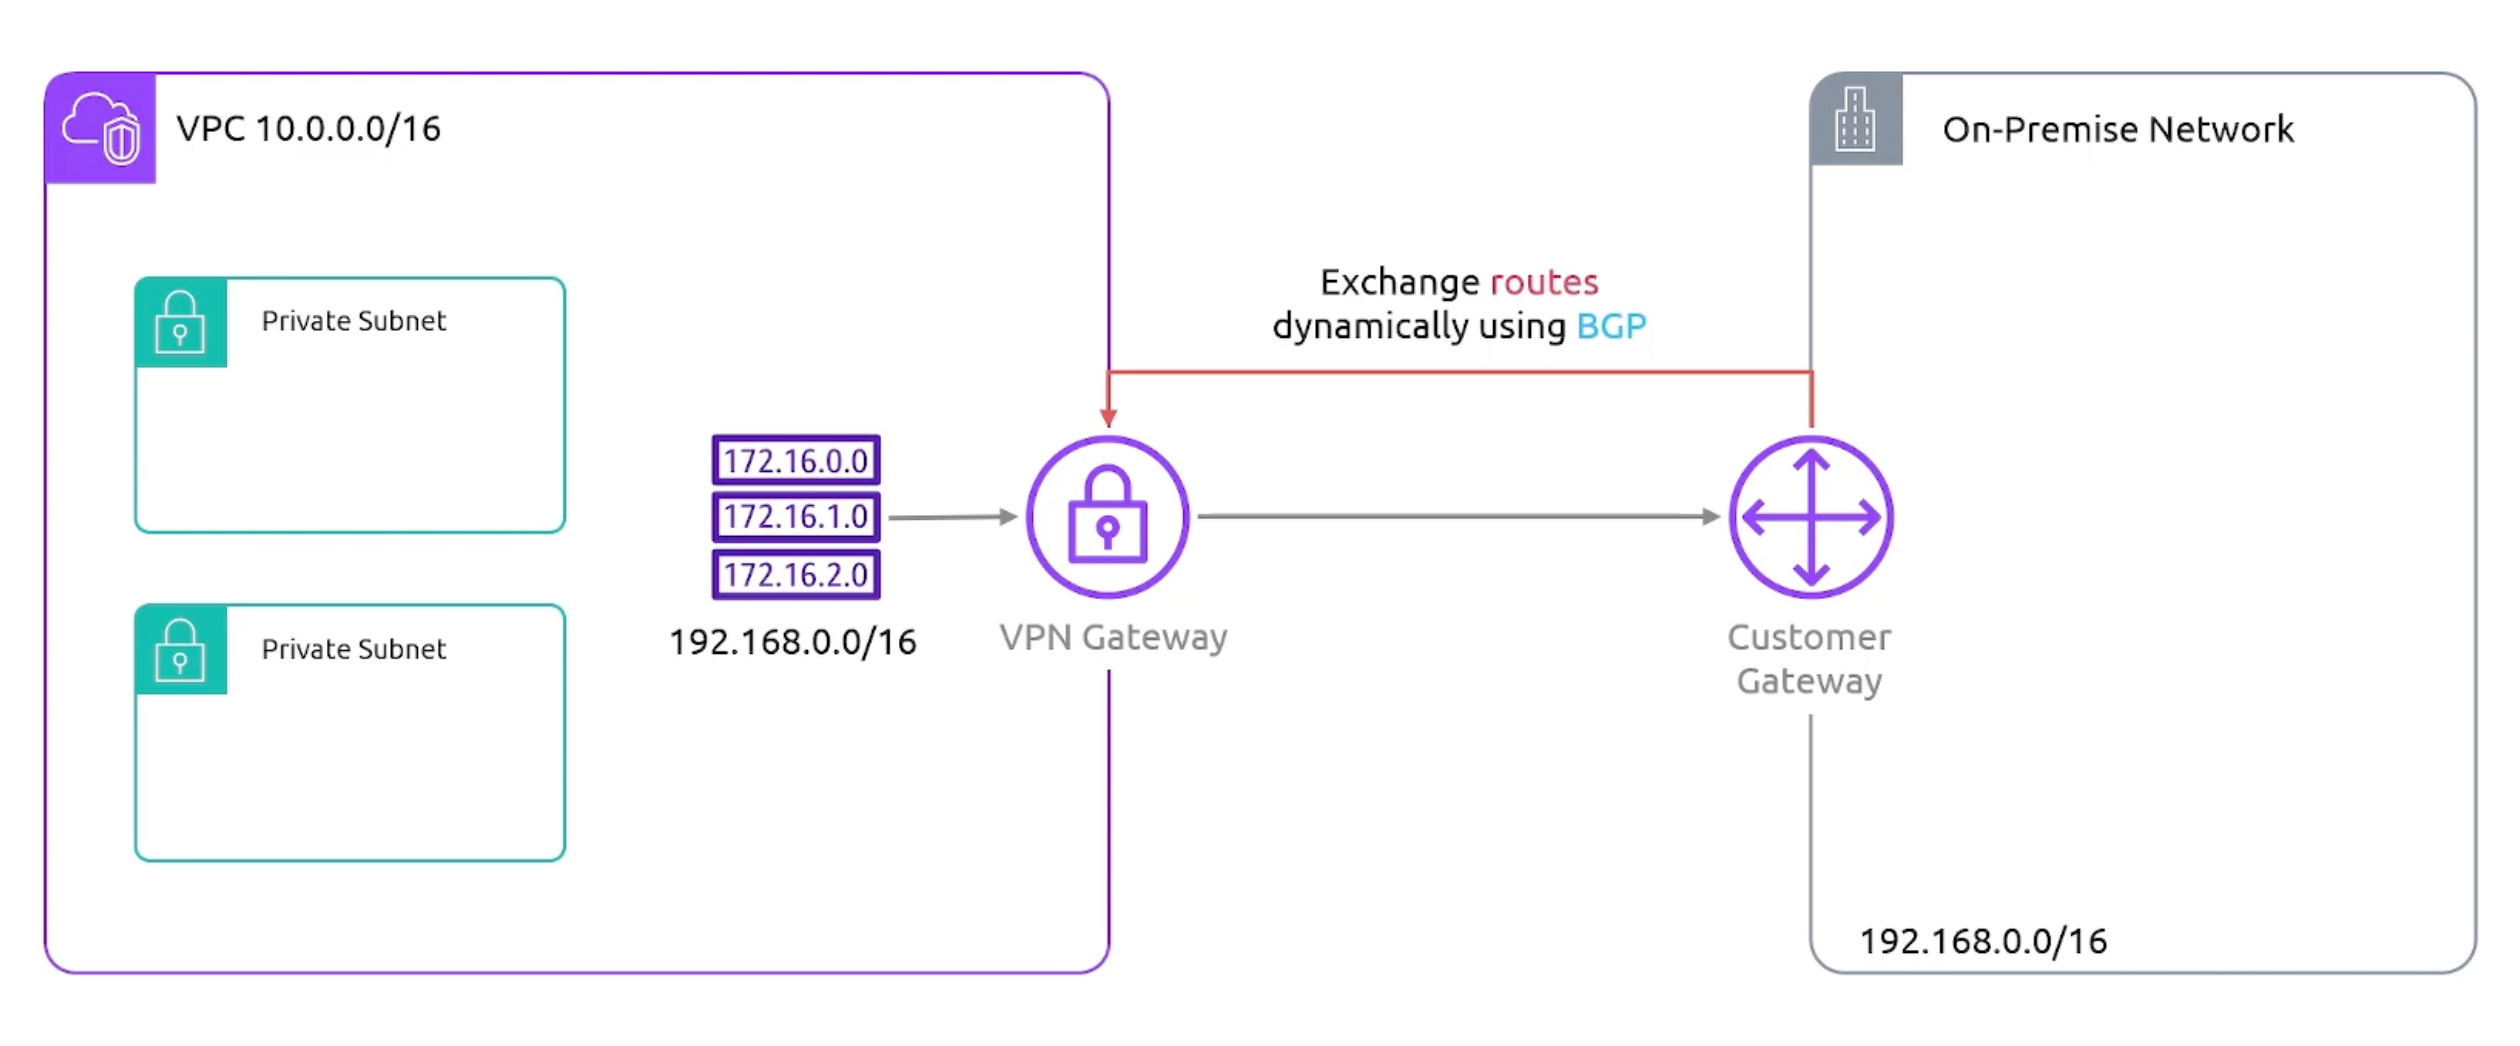 VPC 10.0.0.0/16
On-Premise Network
Exchange routes
dynamically using BGP
Private Subnet
172.16.0.0
172.16.1.0
172.16.2.0
192.168.0.0/16
VPN Gateway
Customer
Gateway
Private Subnet
192.168.0.0/16